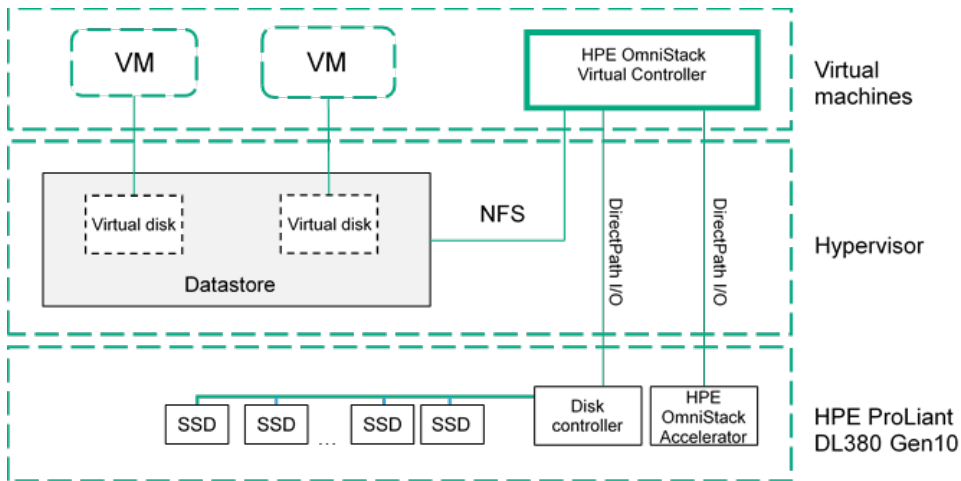 VM
VM
HPE OmniStack
Virtual Controller
Virtual
machines
Virtual disk
Virtual disk
Datastore
NFS
DirectPath I/O
DirectPath I/O
Hypervisor
SSD
SSD
...
SSD
SSD
Disk
controller
HPE
OmniStack
Accelerator
HPE ProLiant
DL380 Gen10